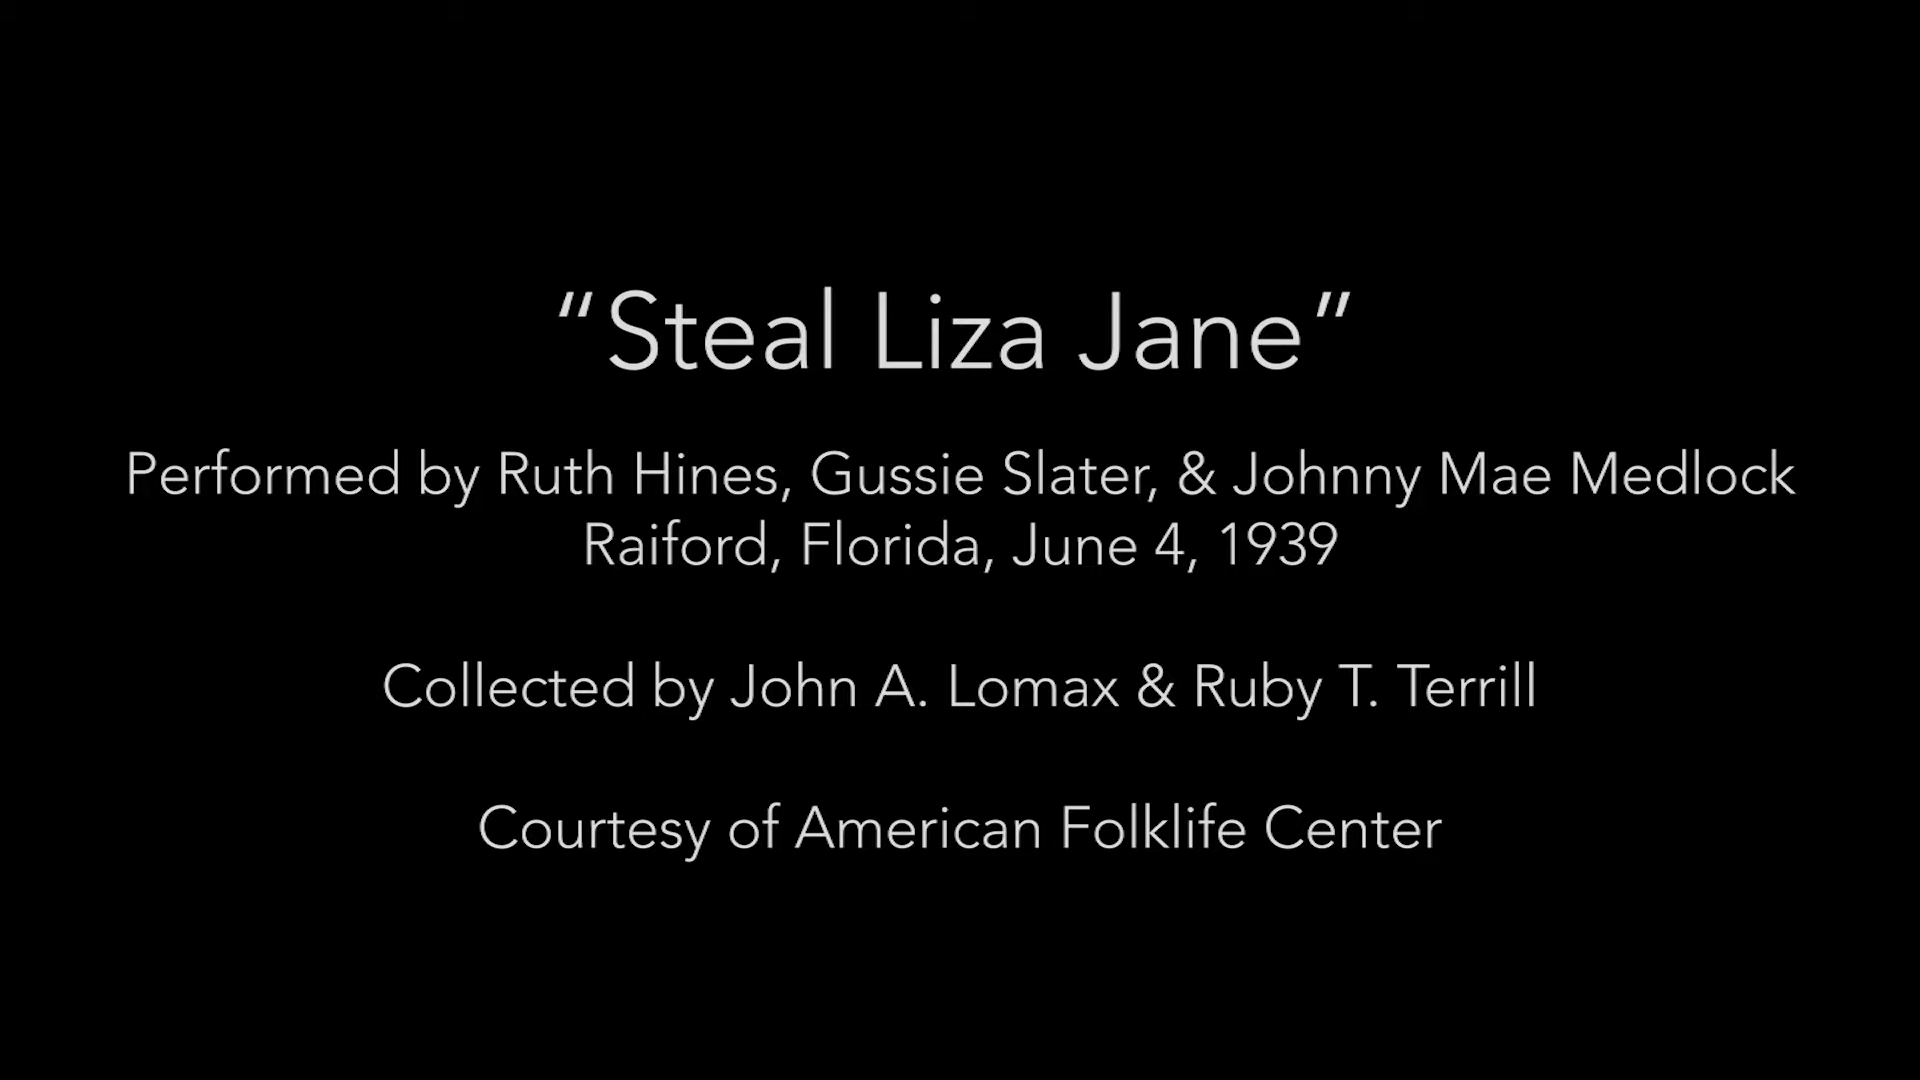 “Steal Liza Jane”
Performed by Ruth Hines, Gussie Slater, & Johnny Mae Medlock
Raiford, Florida, June 4, 1939
Collected by John A. Lomax & Ruby T. Terrill
Courtesy of American Folklife Center